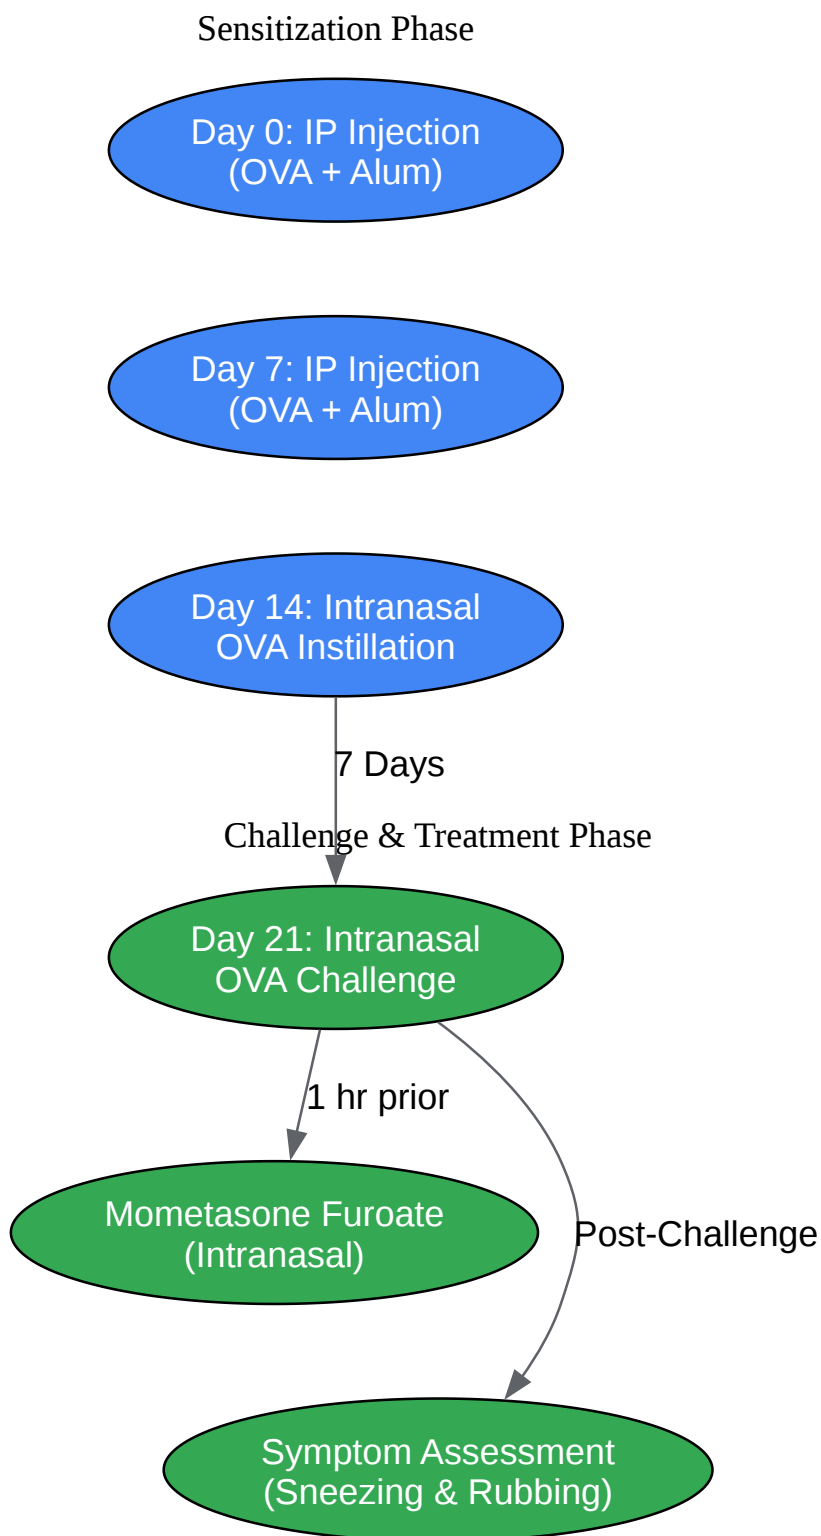 Sensitization Phase
Day 0: IP Injection
(OVA + Alum)
Day 7: IP Injection
(OVA + Alum)
Day 14: Intranasal
OVA Instillation
7 Days
Challenge & Treatment Phase
Day 21: Intranasal
OVA Challenge
1 hr prior
Mometasone Furoate
(Intranasal)
Post-Challenge
Symptom Assessment
(Sneezing & Rubbing)